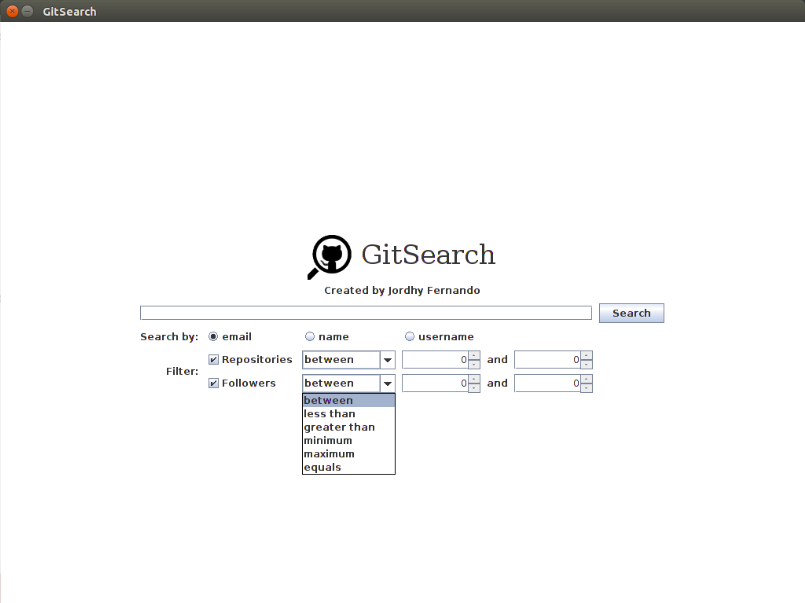 GitSearch
GitSearch
Created by Jordhy Fernando
Search
Search by: email name username
Repositories between 0 and 0
Filter:
Followers between 0 and 0
between
less than
greater than
minimum
maximum
equals